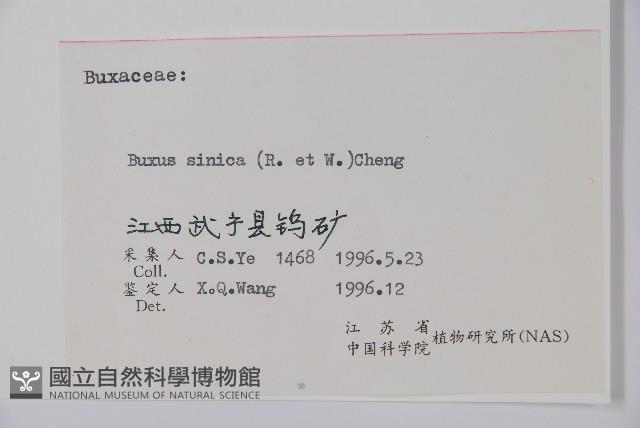 Buxaceae:
Buxus sinica (R. et W.)Cheng
江西武宁县钨矿
采集人 C.S.Ye 1468 1996.5.23
Coll.
鉴定人 X.Q.Wang 1996.12
Det.
江苏省
中国科学院 植物研究所(NAS)
國立自然科學博物館
NATIONAL MUSEUM OF NATURAL SCIENCE